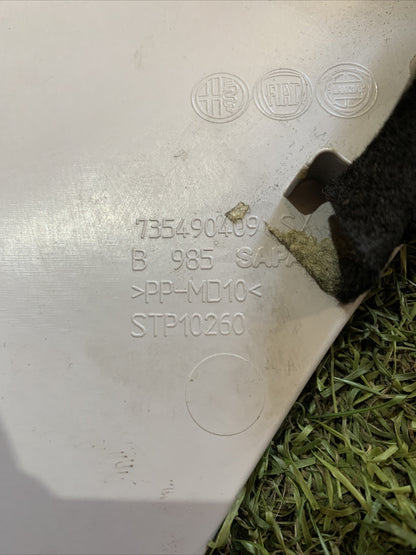 FIAT
735490409
B 985 SAPA
>PP-MD10<
STP10260